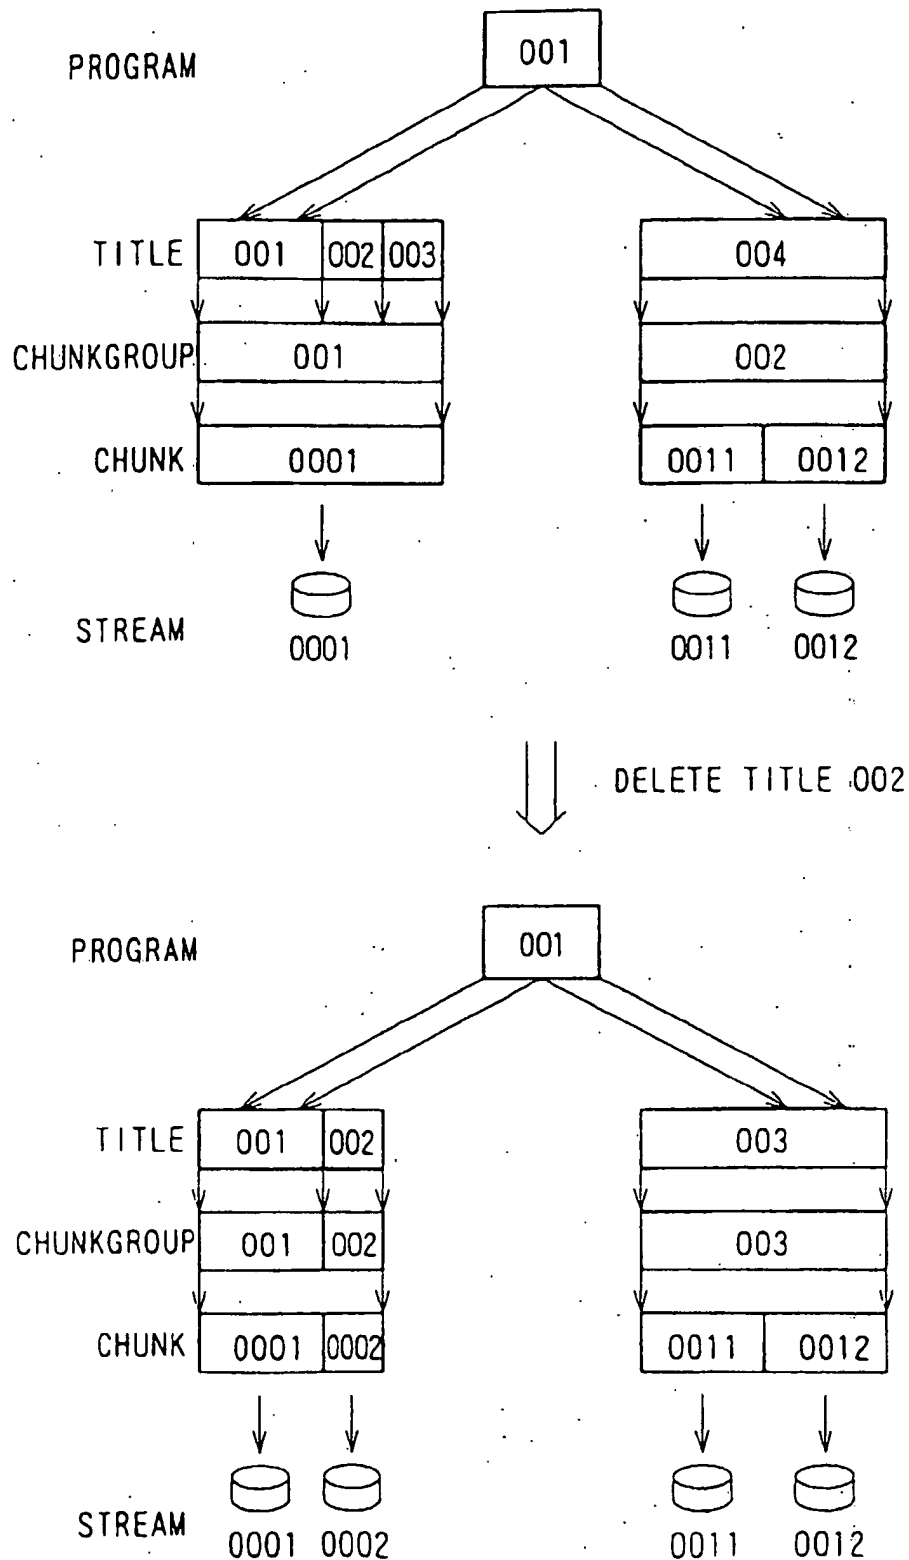 PROGRAM 001
TITLE 001 002 003 004
CHUNKGROUP 001 002
CHUNK 0001 0011 0012
STREAM
0001 0011 0012
DELETE TITLE 002
PROGRAM 001
TITLE 001 002 003
CHUNKGROUP 001 002 003
CHUNK 0001 0002 0011 0012
STREAM
0001 0002 0011 0012